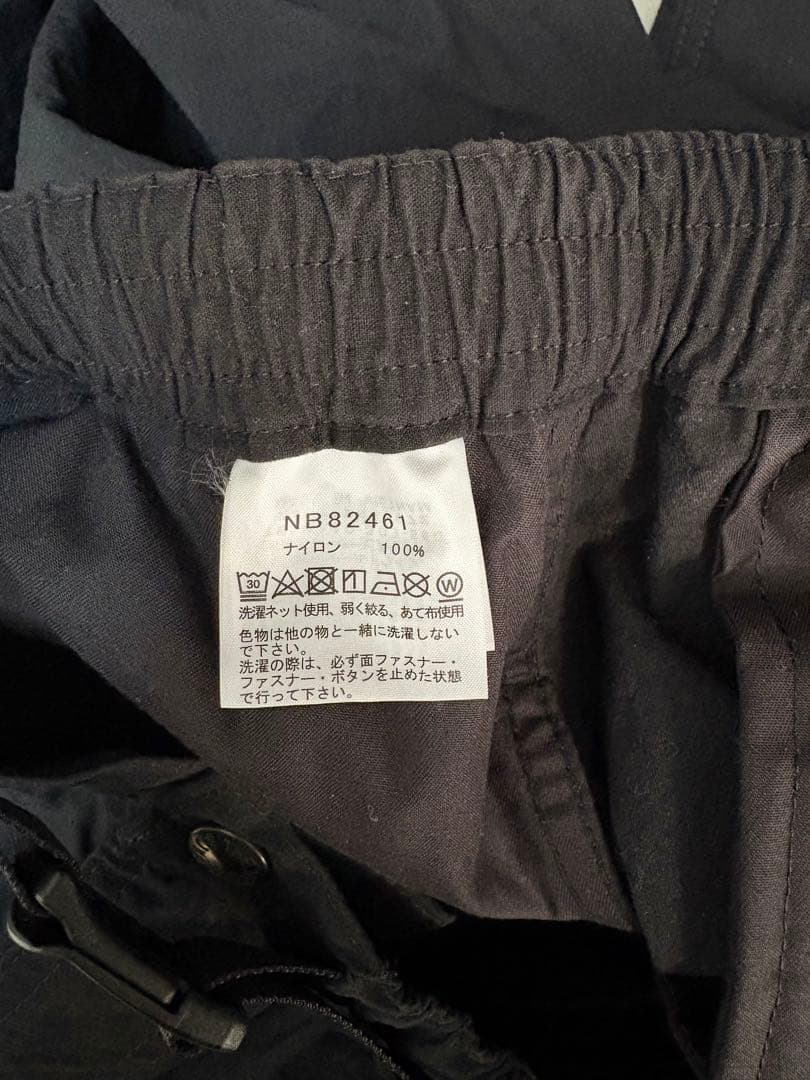 NB82461
ナイロン 100%
30 W
洗濯ネット使用、弱く絞る、あて布使用
色物は他の物と一緒に洗濯しない
で下さい。
洗濯の際は、必ず面ファスナー・
ファスナー・ボタンを止めた状態
で行って下さい。